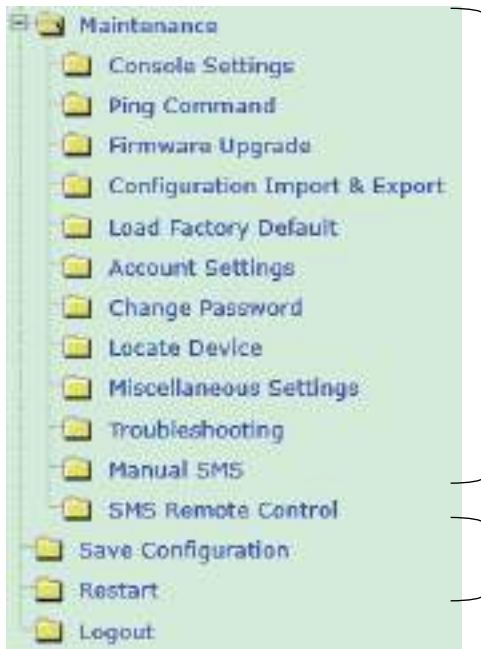 Maintenance
Console Settings
Ping Command
Firmware Upgrade
Configuration Import & Export
Load Factory Default
Account Settings
Change Password
Locate Device
Miscellaneous Settings
Troubleshooting
Manual SMS
SMS Remote Control
Save Configuration
Restart
Logout